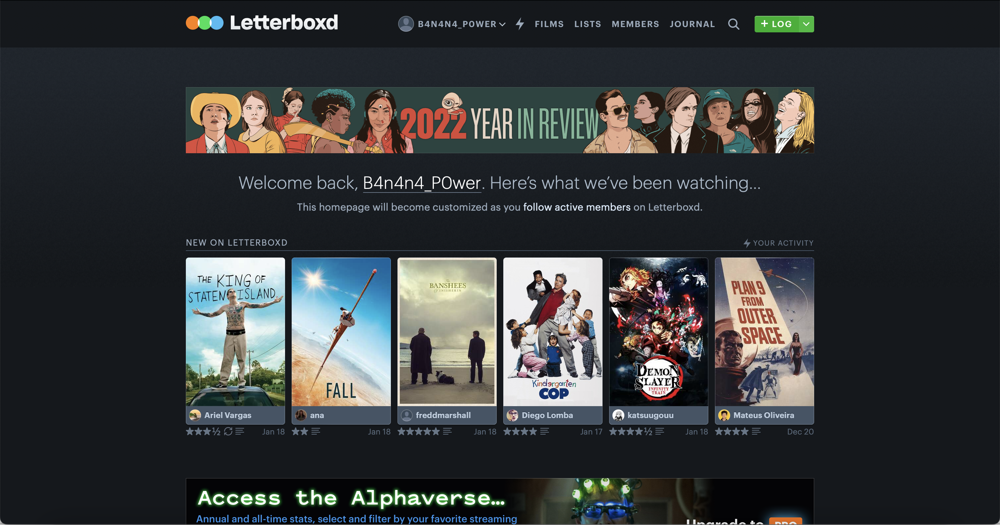 Letterboxd
B4N4N4_P0WER FILMS LISTS MEMBERS JOURNAL + LOG
2022 YEAR IN REVIEW
Welcome back, B4n4n4_P0wer. Here’s what we’ve been watching…
This homepage will become customized as you follow active members on Letterboxd.
NEW ON LETTERBOXD
YOUR ACTIVITY
THE KING OF
STATEN ISLAND
Ariel Vargas
★★★½ Jan 18
FALL
ana
★★ Jan 18
The
BANSHEES
Of INISHERIN
freddmarshall
★★★★★ Jan 18
Kindergarten
COP
Diego Lomba
★★★★ Jan 17
DEMON
SLAYER
INFINITY
TRAIN
katsuugouu
★★★★½ Jan 18
PLAN 9
FROM
OUTER
SPACE
Mateus Oliveira
★★★★ Dec 20
Access the Alphaverse…
Annual and all-time stats, select and filter by your favorite streaming
Upgrade to PRO